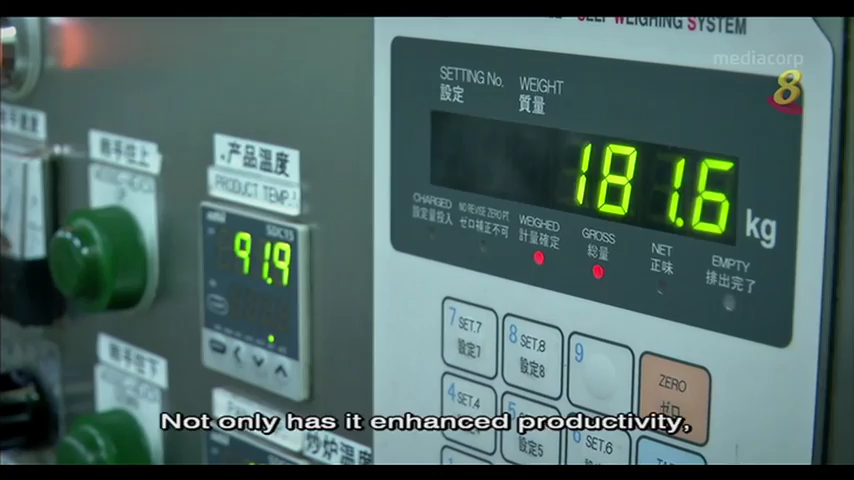 SELF WEIGHING SYSTEM
mediacorp
8
SETTING No.
設定
WEIGHT
質量
181.6 kg
CHARGED
設定量投入
NO REVISE ZERO PT.
ゼロ補正不可
WEIGHED
計量確定
GROSS
総量
NET
正味
EMPTY
排出完了
产品温度
PRODUCT TEMP.
SDC15
91.9
7 SET.7
設定7
8 SET.8
設定8
9
ZERO
ゼロ
4 SET.4
5
設定5
6 SET.6
1
炒炉温度
Not only has it enhanced productivity,